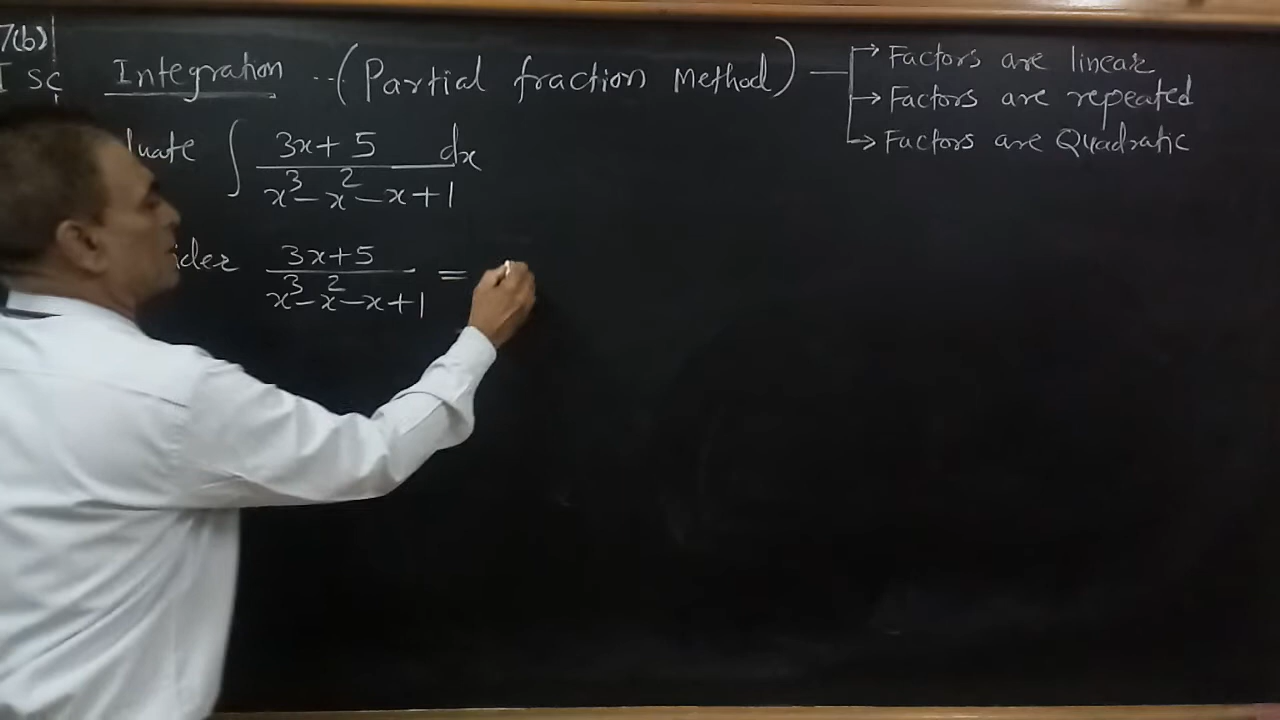 7(b)
I SC Integration ...(Partial fraction Method)
Factors are linear
Factors are repeated
Factors are Quadratic
luate ∫ (3x+5)/(x³-x²-x+1) dx
ider (3x+5)/(x³-x²-x+1) =